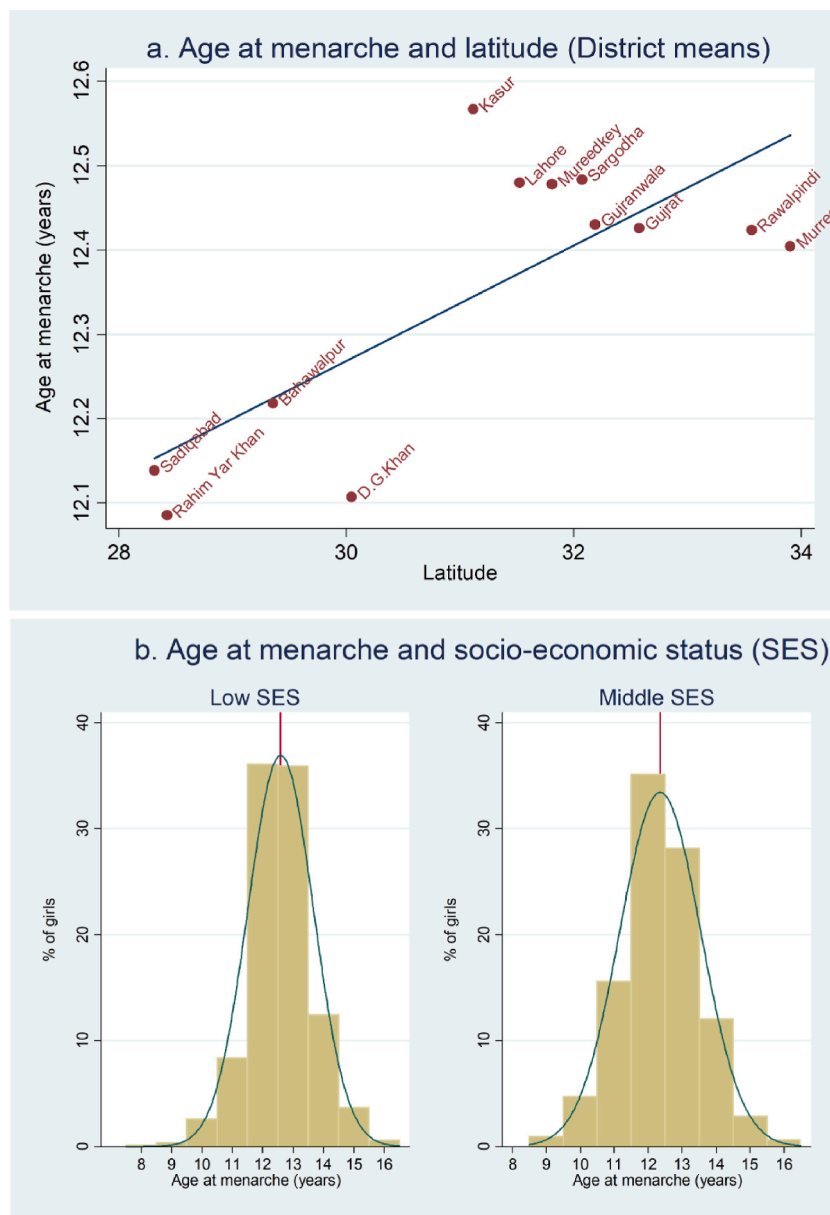 a. Age at menarche and latitude (District means)
Age at menarche (years)
12.6
12.5
12.4
12.3
12.2
12.1
Kasur
Lahore
Mureedkey
Sargodha
Gujranwala
Gujrat
Rawalpindi
Murree
Bahawalpur
Sadiqabad
Rahim Yar Khan
D.G.Khan
28 30 32 34
Latitude
b. Age at menarche and socio-economic status (SES)
Low SES
% of girls
40
30
20
10
0
8 9 10 11 12 13 14 15 16
Age at menarche (years)
Middle SES
% of girls
40
30
20
10
0
8 9 10 11 12 13 14 15 16
Age at menarche (years)